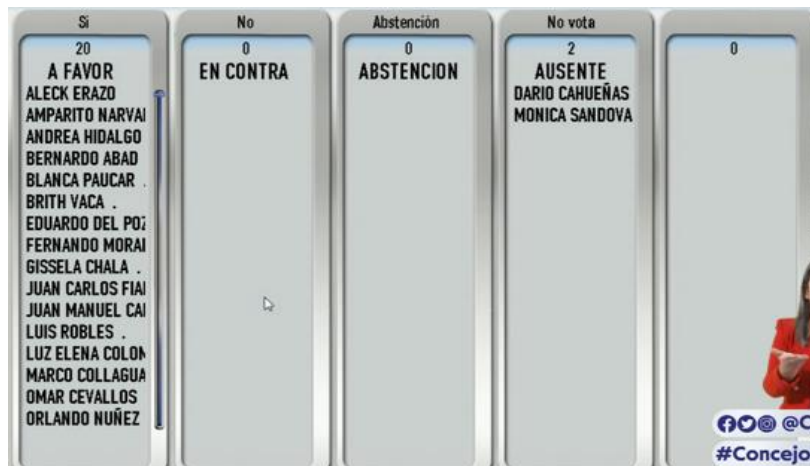 Si
20
A FAVOR
ALECK ERAZO
AMPARITO NARVAI
ANDREA HIDALGO
BERNARDO ABAD
BLANCA PAUCAR .
BRITH VACA .
EDUARDO DEL POZ
FERNANDO MORAI
GISSELA CHALA .
JUAN CARLOS FIAI
JUAN MANUEL CAI
LUIS ROBLES .
LUZ ELENA COLON
MARCO COLLAGUA
OMAR CEVALLOS
ORLANDO NUÑEZ
No
0
EN CONTRA
Abstención
0
ABSTENCION
No vota
2
AUSENTE
DARIO CAHUEÑAS
MONICA SANDOVA
0
@C
#Concejo